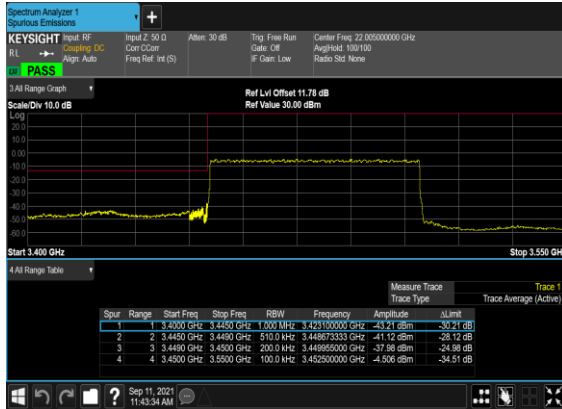 Spectrum Analyzer 1
Spurious Emissions
+
KEYSIGHT Input: RF Input Z: 50 Ω Atten: 30 dB Trig: Free Run Center Freq: 22.005000000 GHz
RL Coupling: DC Corr CCorr Gate: Off Avg|Hold: 100/100
Align: Auto Freq Ref: Int (S) IF Gain: Low Radio Std: None
PASS
3 All Range Graph Ref Lvl Offset 11.78 dB
Scale/Div 10.0 dB Ref Value 30.00 dBm
Log
20.0
10.0
0.00
-10.0
-20.0
-30.0
-40.0
-50.0
-60.0
Start 3.400 GHz Stop 3.550 GH
4 All Range Table
Measure Trace Trace 1
Trace Type Trace Average (Active)
Spur Range Start Freq Stop Freq RBW Frequency Amplitude ΔLimit
1 1 3.4000 GHz 3.4450 GHz 1.000 MHz 3.423100000 GHz -43.21 dBm -30.21 dB
2 2 3.4450 GHz 3.4490 GHz 510.0 kHz 3.448673333 GHz -41.12 dBm -28.12 dB
3 3 3.4490 GHz 3.4500 GHz 200.0 kHz 3.449955000 GHz -37.98 dBm -24.98 dB
4 4 3.4500 GHz 3.5500 GHz 100.0 kHz 3.452500000 GHz -4.506 dBm -34.51 dB
? Sep 11, 2021
11:43:34 AM